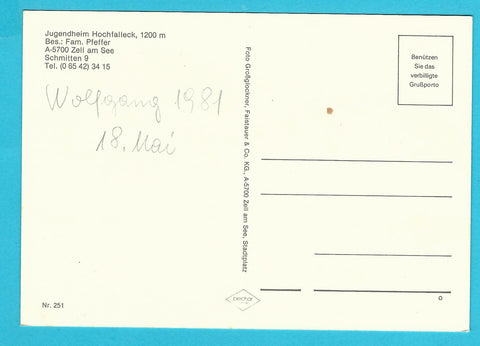 Jugendheim Hochfalleck, 1200 m
Bes.: Fam. Pfeffer
A-5700 Zell am See
Schmitten 9
Tel. (0 65 42) 34 15
Wolfgang 1981
18. Mai
Nr. 251
Foto Großglockner, Faistauer & Co. KG., A-5700 Zell am See, Stadtplatz
Benützen
Sie das
verbilligte
Grußporto